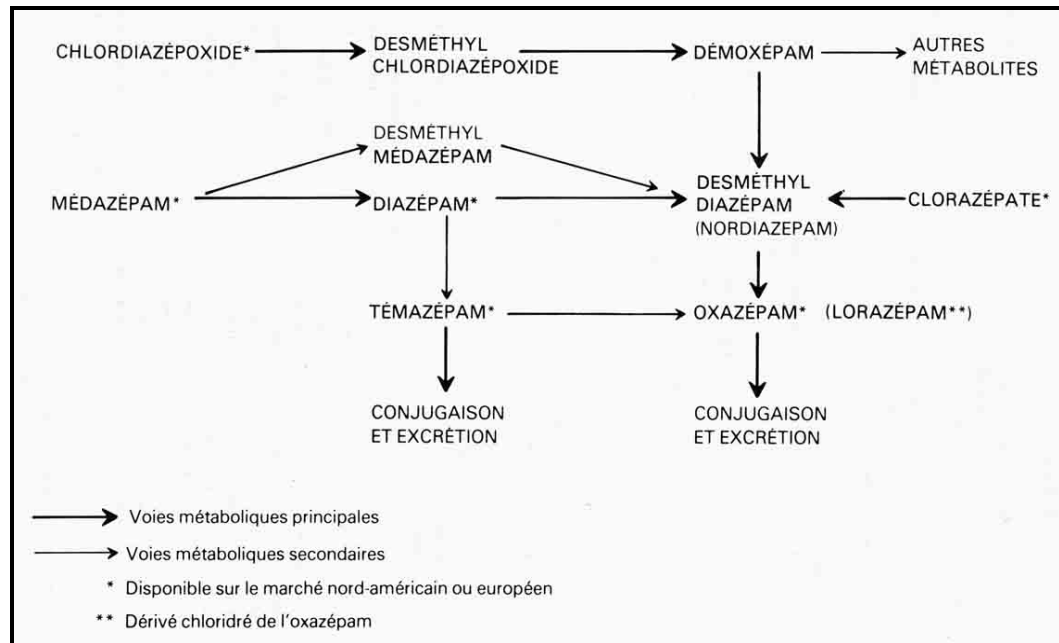 CHLORDIAZÉPOXIDE*
DESMÉTHYL
CHLORDIAZÉPOXIDE
DÉMOXÉPAM
AUTRES
MÉTABOLITES
DESMÉTHYL
MÉDAZÉPAM
MÉDAZÉPAM*
DIAZÉPAM*
DESMÉTHYL
DIAZÉPAM
(NORDIAZEPAM)
CLORAZÉPATE*
TÉMAZÉPAM*
OXAZÉPAM* (LORAZÉPAM**)
CONJUGAISON
ET EXCRÉTION
CONJUGAISON
ET EXCRÉTION
Voies métaboliques principales
Voies métaboliques secondaires
* Disponible sur le marché nord-américain ou européen
** Dérivé chloridré de l'oxazépam